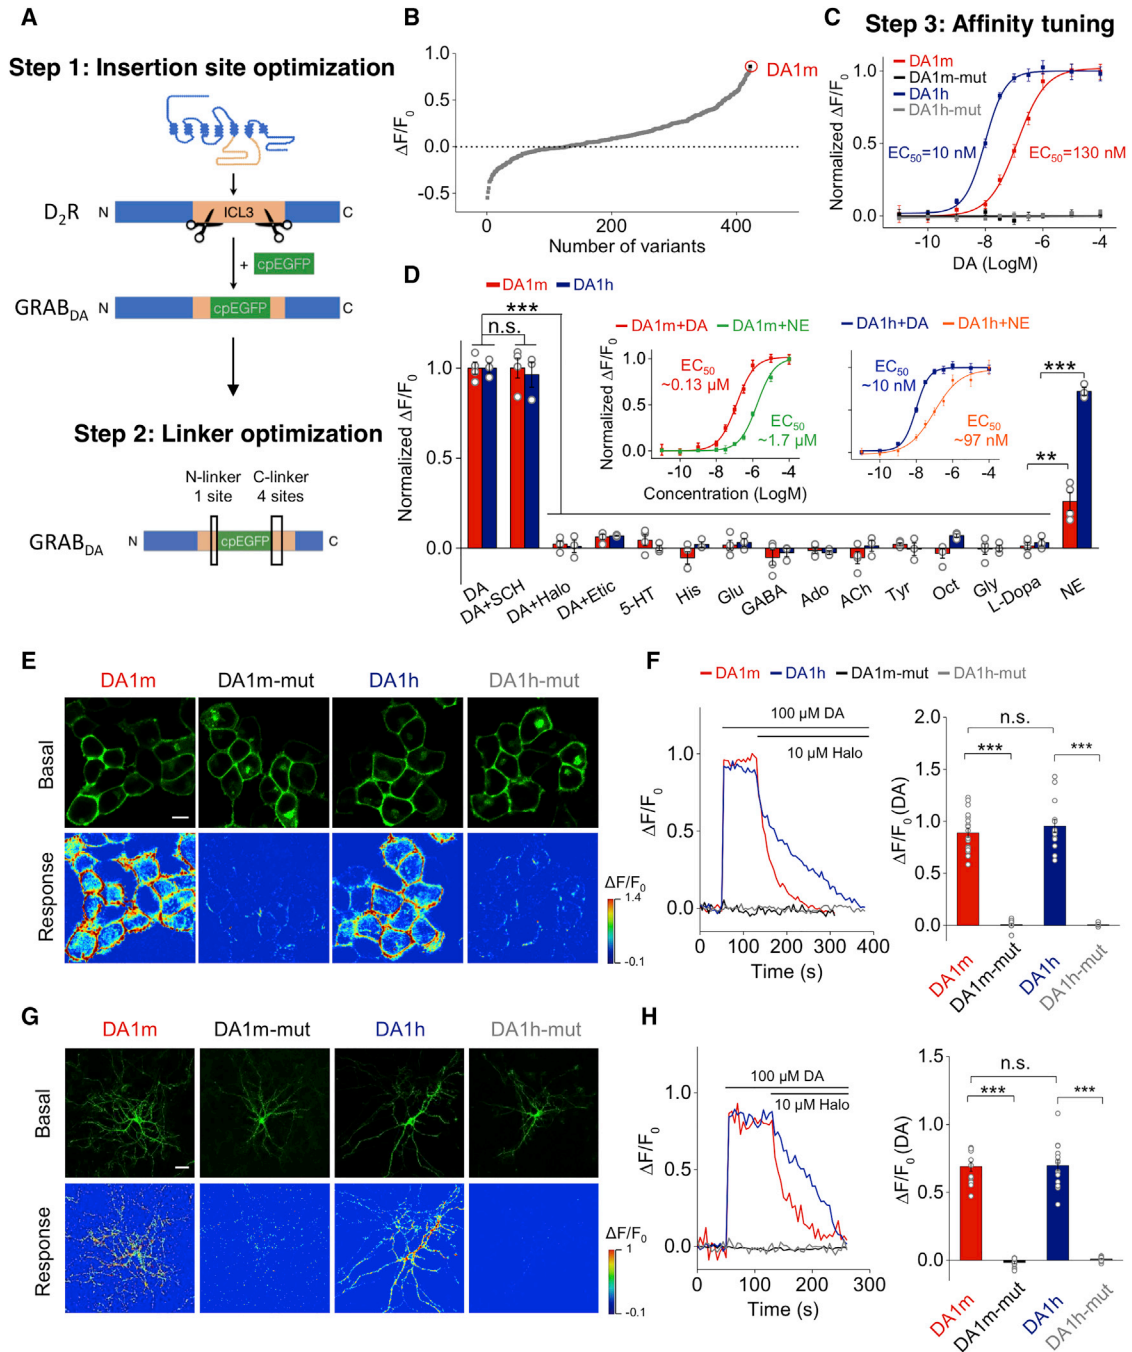 A
Step 1: Insertion site optimization
D2R
N
ICL3
C
+ cpEGFP
GRABDA
N
cpEGFP
C
Step 2: Linker optimization
N-linker
1 site
C-linker
4 sites
GRABDA
N
cpEGFP
C
B
ΔF/F0
1.0
0.5
0.0
-0.5
DA1m
0
200
400
Number of variants
C
Step 3: Affinity tuning
DA1m
DA1m-mut
DA1h
DA1h-mut
Normalized ΔF/F0
1.0
0.5
0.0
EC50=10 nM
EC50=130 nM
-10
-8
-6
-4
DA (LogM)
D
DA1m
DA1h
***
n.s.
Normalized ΔF/F0
1.0
0.5
0.0
DA1m+DA
DA1m+NE
Normalized ΔF/F0
1.0
0.5
0.0
EC50
~0.13 µM
EC50
~1.7 µM
-10
-8
-6
-4
Concentration (LogM)
DA1h+DA
DA1h+NE
EC50
~10 nM
EC50
~97 nM
-10
-8
-6
-4
***
**
DA
DA+SCH
DA+Halo
DA+Etic
5-HT
His
Glu
GABA
Ado
ACh
Tyr
Oct
Gly
L-Dopa
NE
E
DA1m
DA1m-mut
DA1h
DA1h-mut
Basal
Response
ΔF/F0
1.4
-0.1
F
DA1m
DA1h
DA1m-mut
DA1h-mut
100 µM DA
10 µM Halo
ΔF/F0
1.0
0.5
0.0
0
100
200
300
400
Time (s)
ΔF/F0 (DA)
2.0
1.5
1.0
0.5
0.0
n.s.
***
***
DA1m
DA1m-mut
DA1h
DA1h-mut
G
DA1m
DA1m-mut
DA1h
DA1h-mut
Basal
Response
ΔF/F0
1
-0.1
H
100 µM DA
10 µM Halo
ΔF/F0
1.0
0.5
0.0
0
100
200
300
Time (s)
ΔF/F0 (DA)
1.5
1.0
0.5
0.0
n.s.
***
***
DA1m
DA1m-mut
DA1h
DA1h-mut